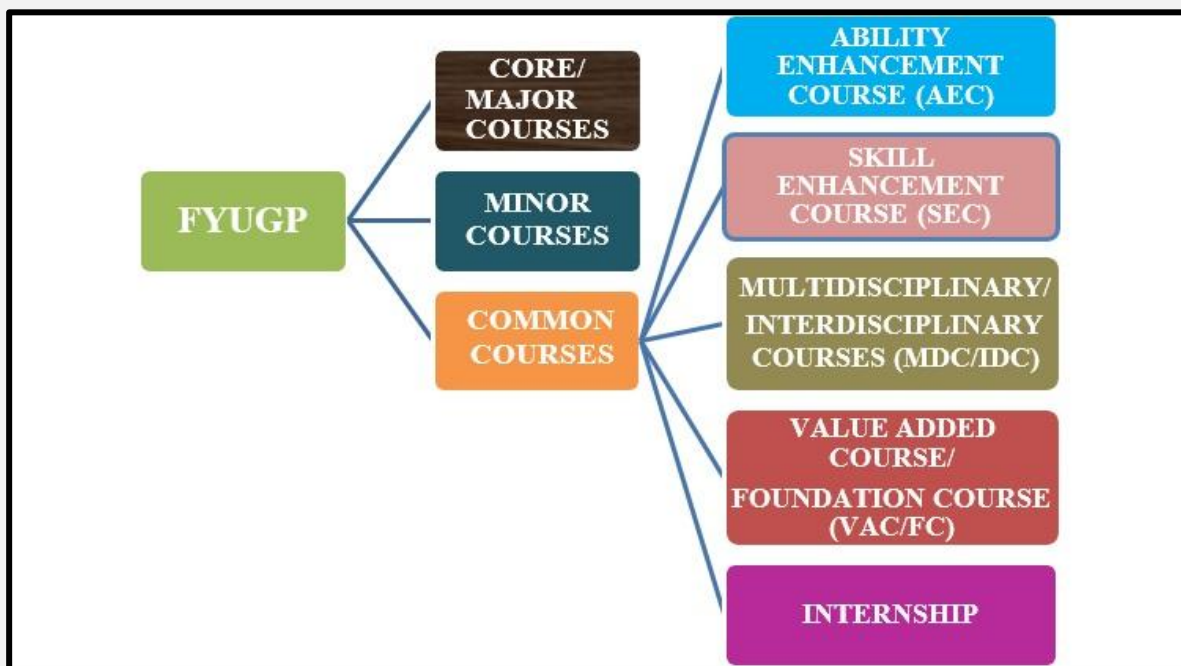 FYUGP
CORE/
MAJOR
COURSES
MINOR
COURSES
COMMON
COURSES
ABILITY
ENHANCEMENT
COURSE (AEC)
SKILL
ENHANCEMENT
COURSE (SEC)
MULTIDISCIPLINARY/
INTERDISCIPLINARY
COURSES (MDC/IDC)
VALUE ADDED
COURSE/
FOUNDATION COURSE
(VAC/FC)
INTERNSHIP